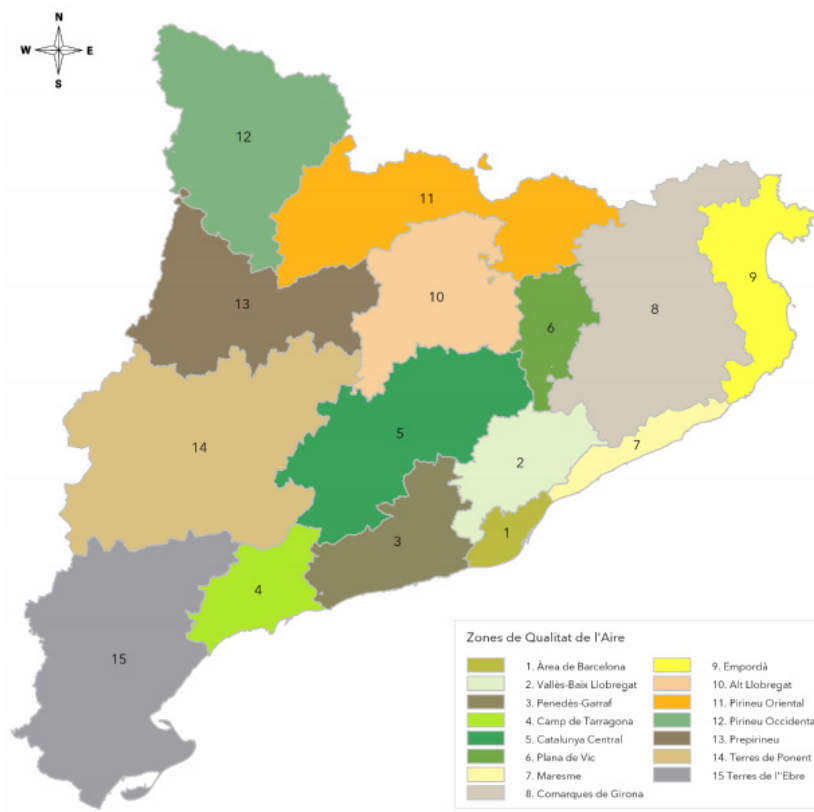 N
W E
S
12
11
13
10
6
8
9
14
5
2
7
1
3
4
15
Zones de Qualitat de l'Aire
1. Àrea de Barcelona
2. Vallès-Baix Llobregat
3. Penedès-Garraf
4. Camp de Tarragona
5. Catalunya Central
6. Plana de Vic
7. Maresme
8. Comarques de Girona
9. Empordà
10. Alt Llobregat
11. Pirineu Oriental
12. Pirineu Occidenta
13. Prepirineu
14. Terres de Ponent
15 Terres de l''Ebre